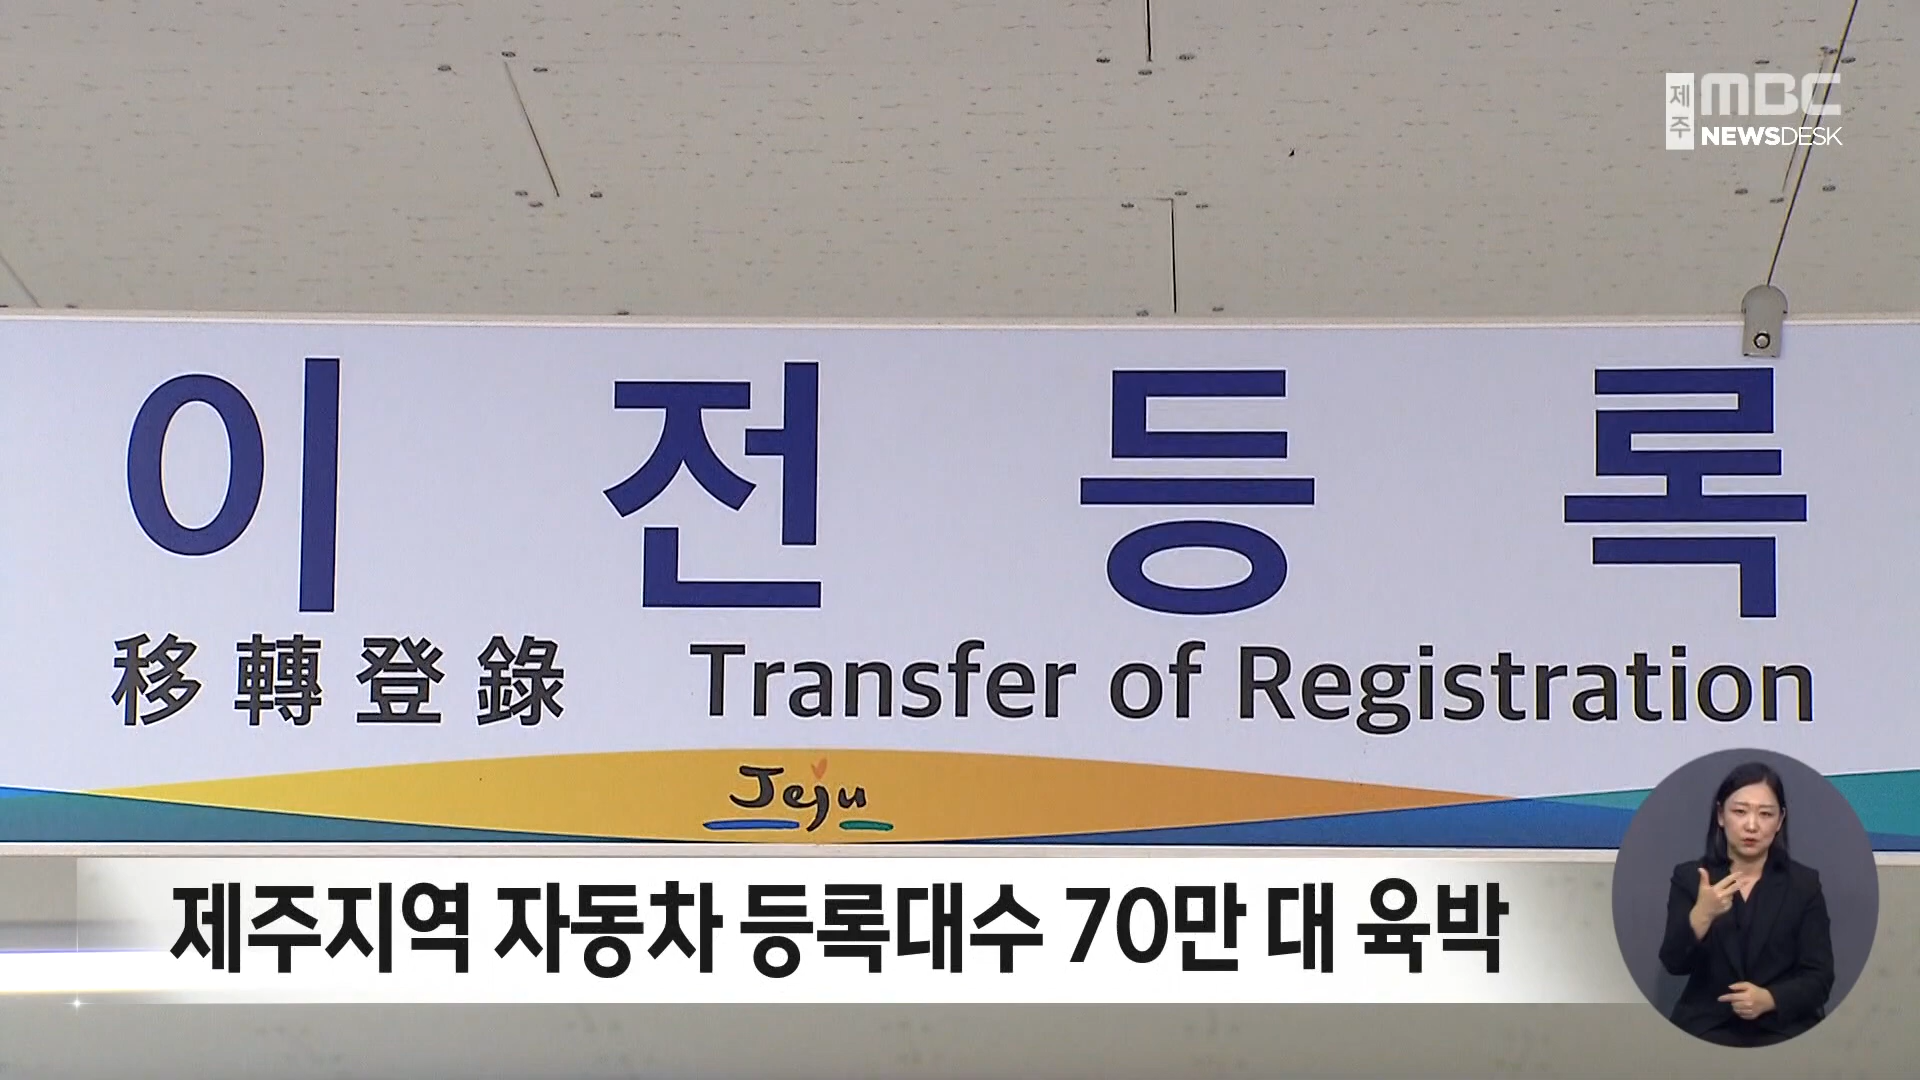 제주 MBC
NEWSDESK
이전등록
移轉登錄 Transfer of Registration
Jeju
제주지역 자동차 등록대수 70만 대 육박